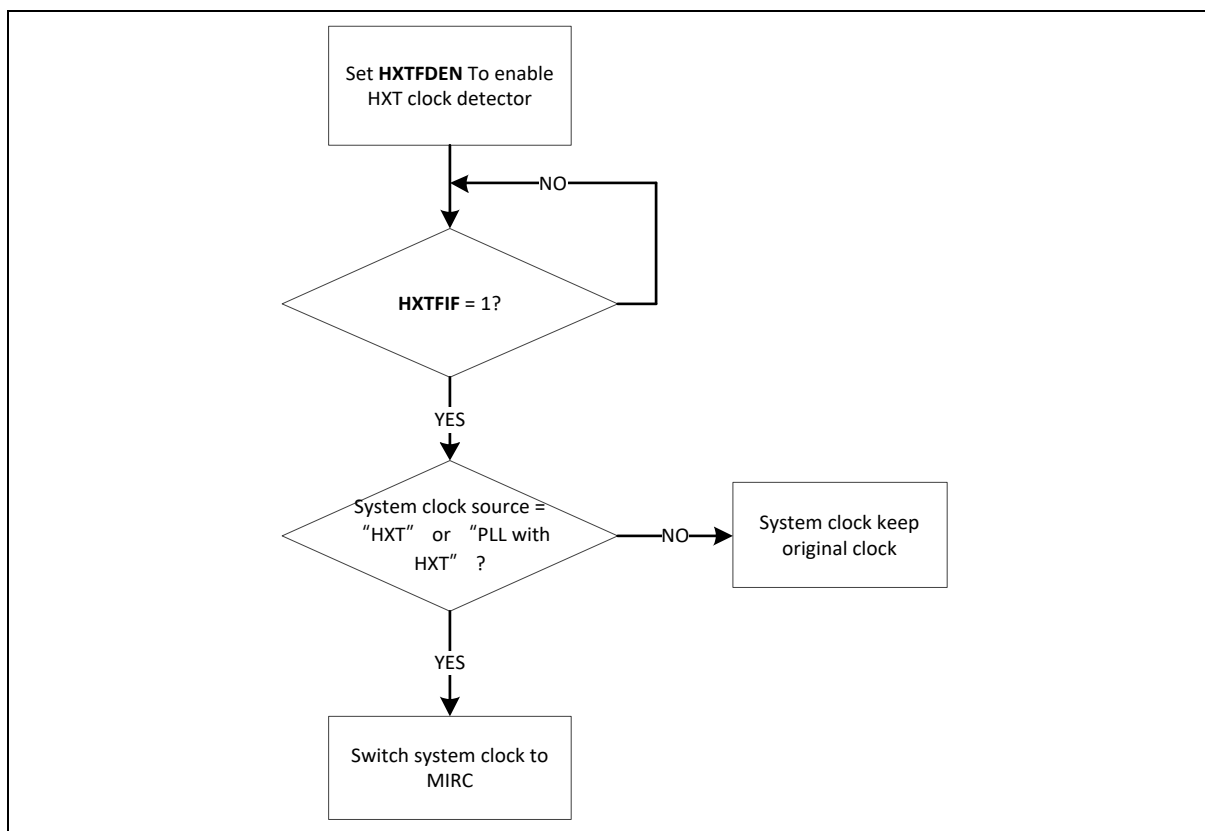 Set HXTFDEN To enable
HXT clock detector
NO
HXTFIF = 1?
YES
System clock source =
“HXT” or “PLL with
HXT” ?
NO
System clock keep
original clock
YES
Switch system clock to
MIRC